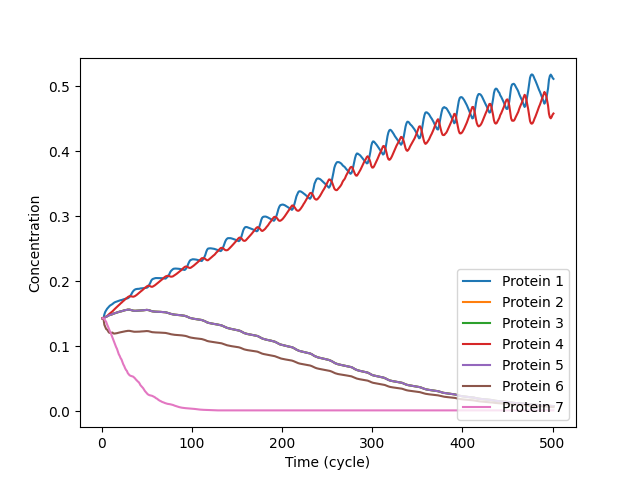 0.5
0.4
0.3
0.2
0.1
0.0
Concentration
0
100
200
300
400
500
Time (cycle)
Protein 1
Protein 2
Protein 3
Protein 4
Protein 5
Protein 6
Protein 7